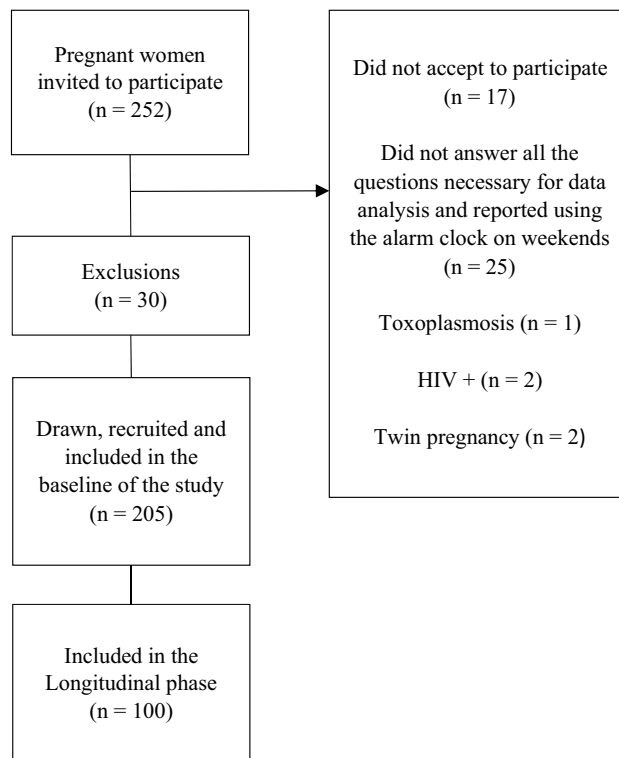 Pregnant women
invited to participate
(n = 252)
Did not accept to participate
(n = 17)
Did not answer all the
questions necessary for data
analysis and reported using
the alarm clock on weekends
(n = 25)
Toxoplasmosis (n = 1)
HIV + (n = 2)
Twin pregnancy (n = 2)
Exclusions
(n = 30)
Drawn, recruited and
included in the
baseline of the study
(n = 205)
Included in the
Longitudinal phase
(n = 100)